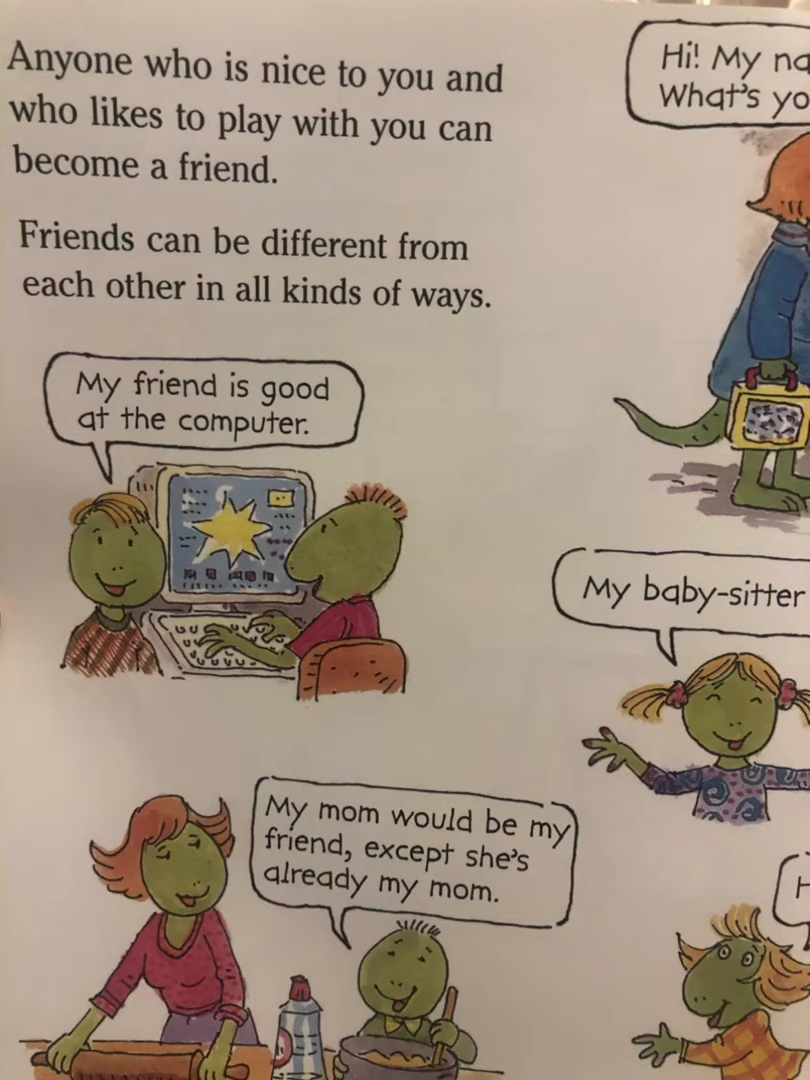 Anyone who is nice to you and
who likes to play with you can
become a friend.
Friends can be different from
each other in all kinds of ways.
Hi! My
What's
My friend is good
at the computer.
My baby-sitter
My mom would be my
friend, except she's
already my mom.